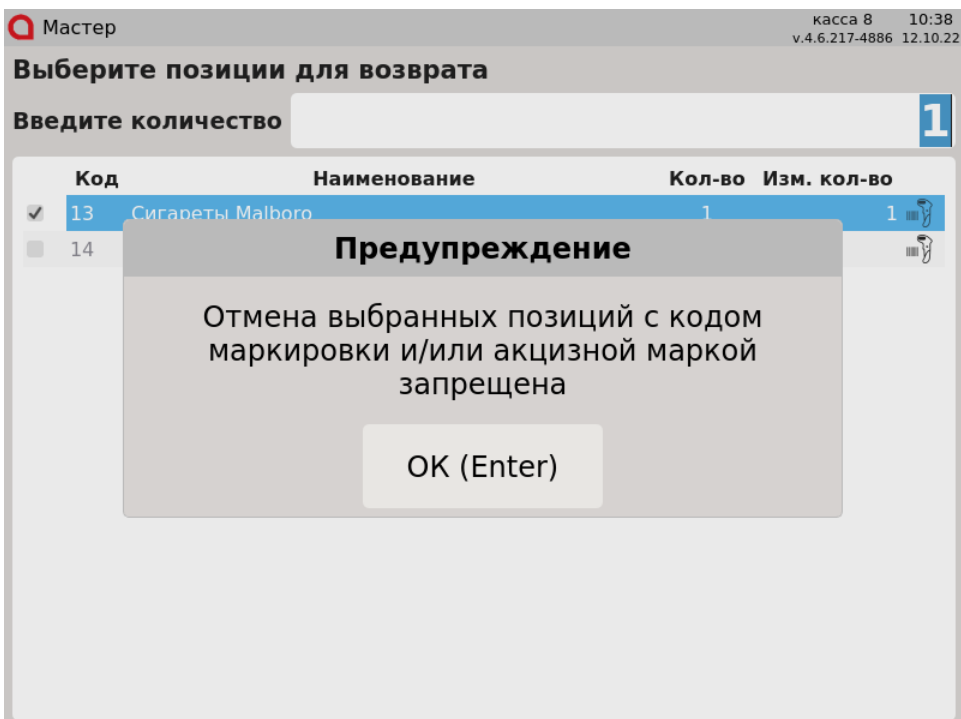 Мастер
касса 8 10:38
v.4.6.217-4886 12.10.22
Выберите позиции для возврата
Введите количество 1
Код Наименование Кол-во Изм. кол-во
13 Сигареты Malboro 1 1
14
Предупреждение
Отмена выбранных позиций с кодом
маркировки и/или акцизной маркой
запрещена
ОК (Enter)